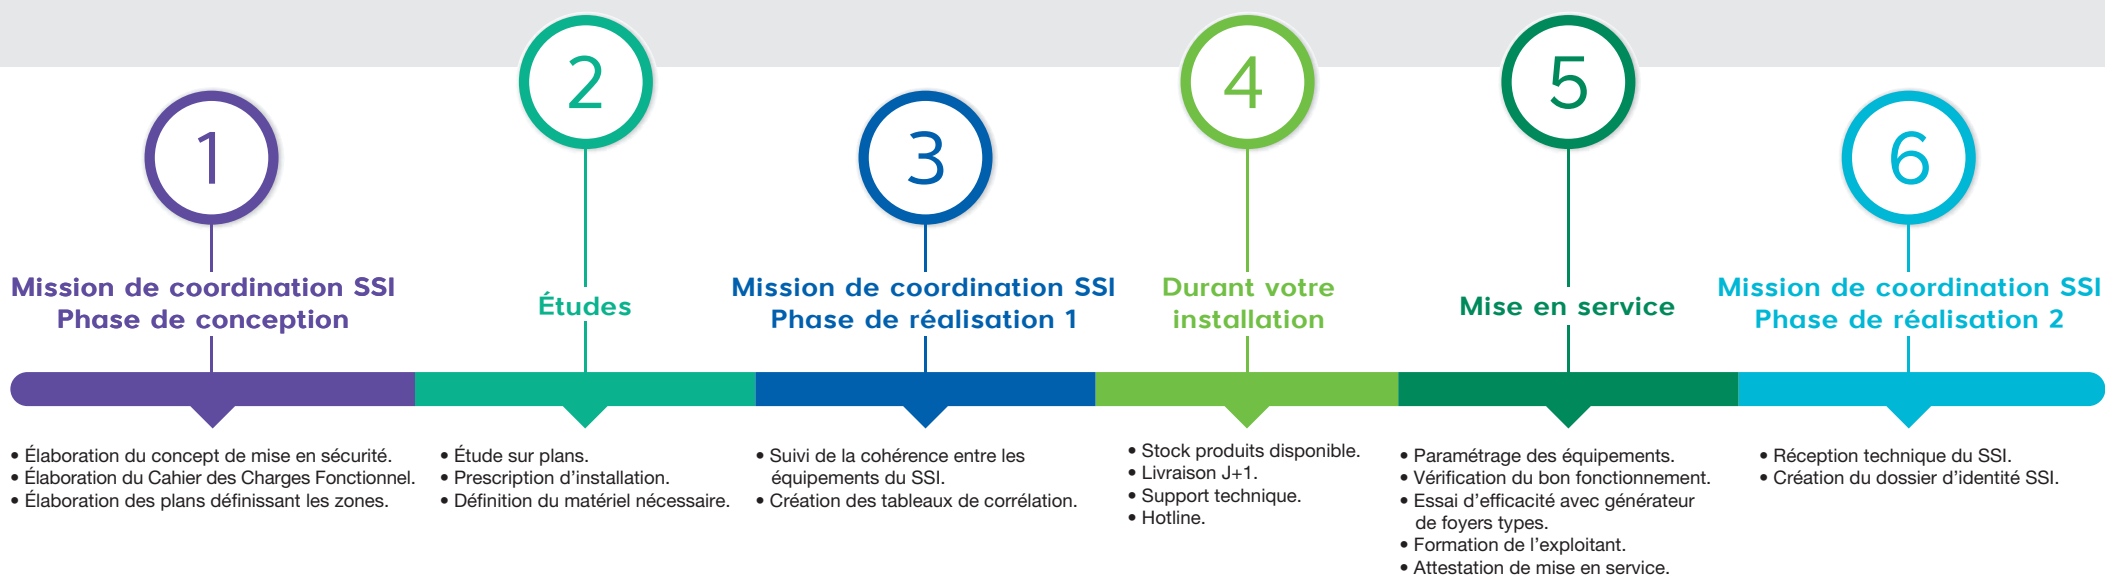 1
Mission de coordination SSI
Phase de conception
• Élaboration du concept de mise en sécurité.
• Élaboration du Cahier des Charges Fonctionnel.
• Élaboration des plans définissant les zones.
2
Études
• Étude sur plans.
• Prescription d’installation.
• Définition du matériel nécessaire.
3
Mission de coordination SSI
Phase de réalisation 1
• Suivi de la cohérence entre les
équipements du SSI.
• Création des tableaux de corrélation.
4
Durant votre
installation
• Stock produits disponible.
• Livraison J+1.
• Support technique.
• Hotline.
5
Mise en service
• Paramétrage des équipements.
• Vérification du bon fonctionnement.
• Essai d’efficacité avec générateur
de foyers types.
• Formation de l’exploitant.
• Attestation de mise en service.
6
Mission de coordination SSI
Phase de réalisation 2
• Réception technique du SSI.
• Création du dossier d’identité SSI.